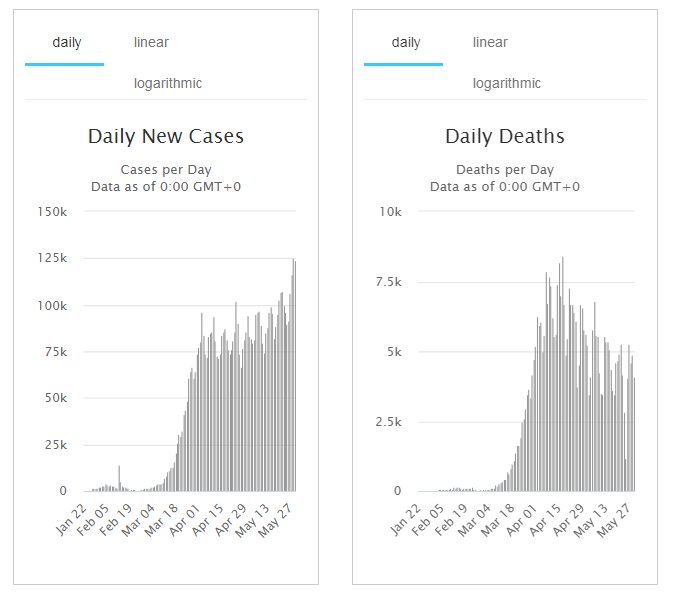 daily linear
logarithmic
Daily New Cases
Cases per Day
Data as of 0:00 GMT+0
150k
125k
100k
75k
50k
25k
0
Jan 22 Feb 05 Feb 19 Mar 04 Mar 18 Apr 01 Apr 15 Apr 29 May 13 May 27
daily linear
logarithmic
Daily Deaths
Deaths per Day
Data as of 0:00 GMT+0
10k
7.5k
5k
2.5k
0
Jan 22 Feb 05 Feb 19 Mar 04 Mar 18 Apr 01 Apr 15 Apr 29 May 13 May 27